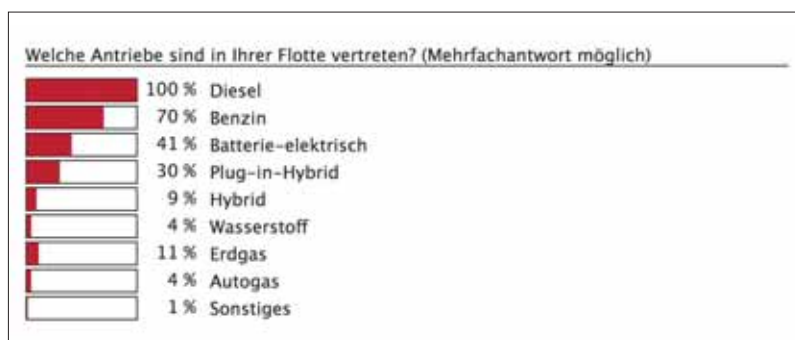 Welche Antriebe sind in Ihrer Flotte vertreten? (Mehrfachantwort möglich)
100 % Diesel
70 % Benzin
41 % Batterie-elektrisch
30 % Plug-in-Hybrid
9 % Hybrid
4 % Wasserstoff
11 % Erdgas
4 % Autogas
1 % Sonstiges